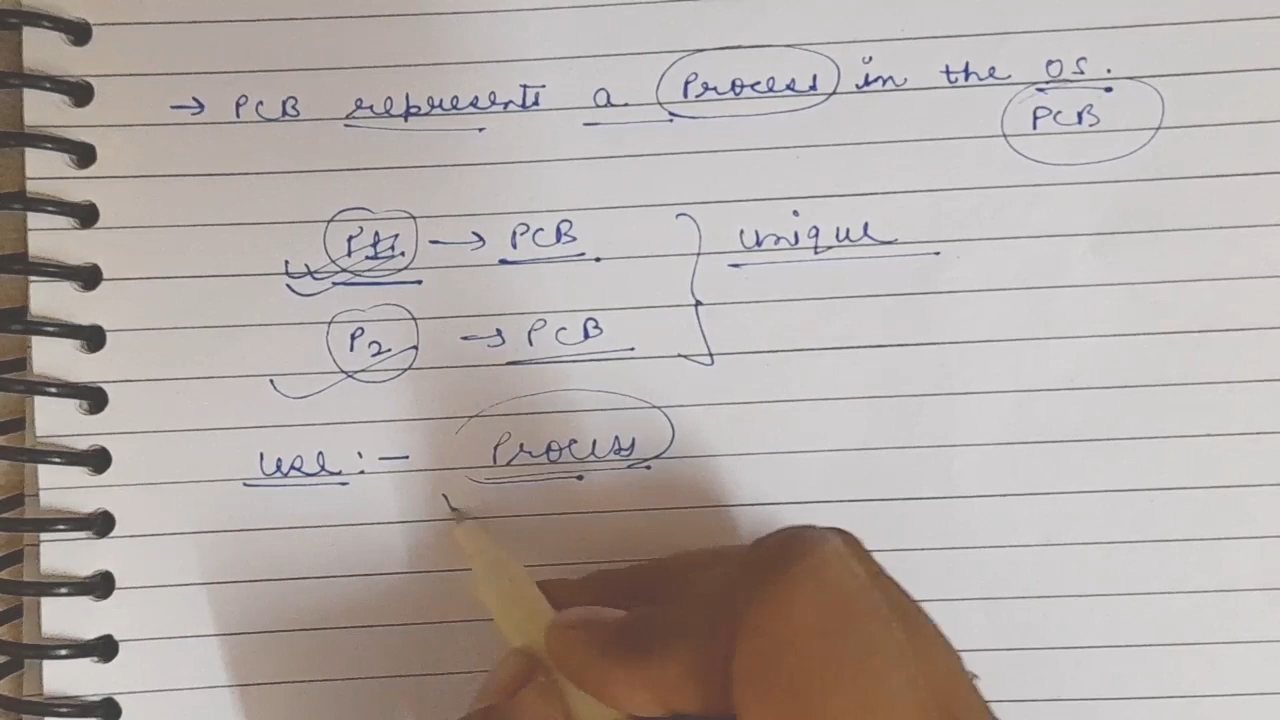 → PCB represents a Process in the OS.
PCB
P1 → PCB
unique
P2 → PCB
use :- Process